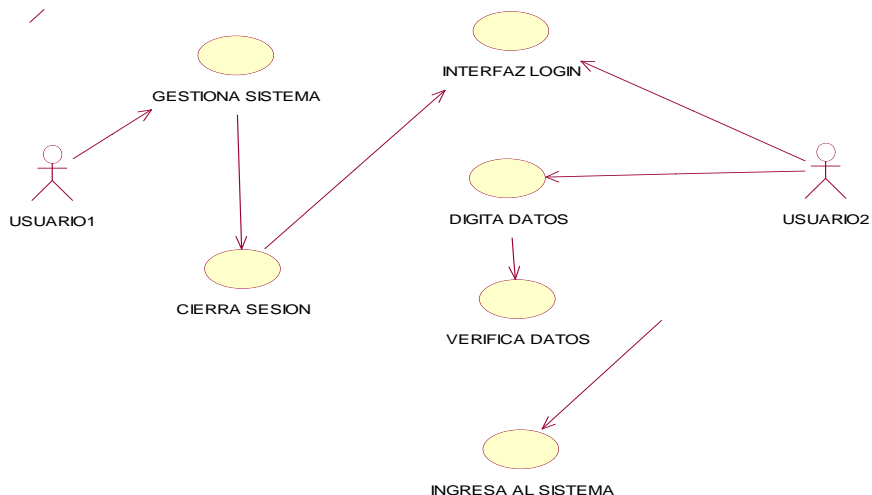 INTERFAZ LOGIN
GESTIONA SISTEMA
USUARIO1
DIGITA DATOS
USUARIO2
CIERRA SESION
VERIFICA DATOS
INGRESA AL SISTEMA